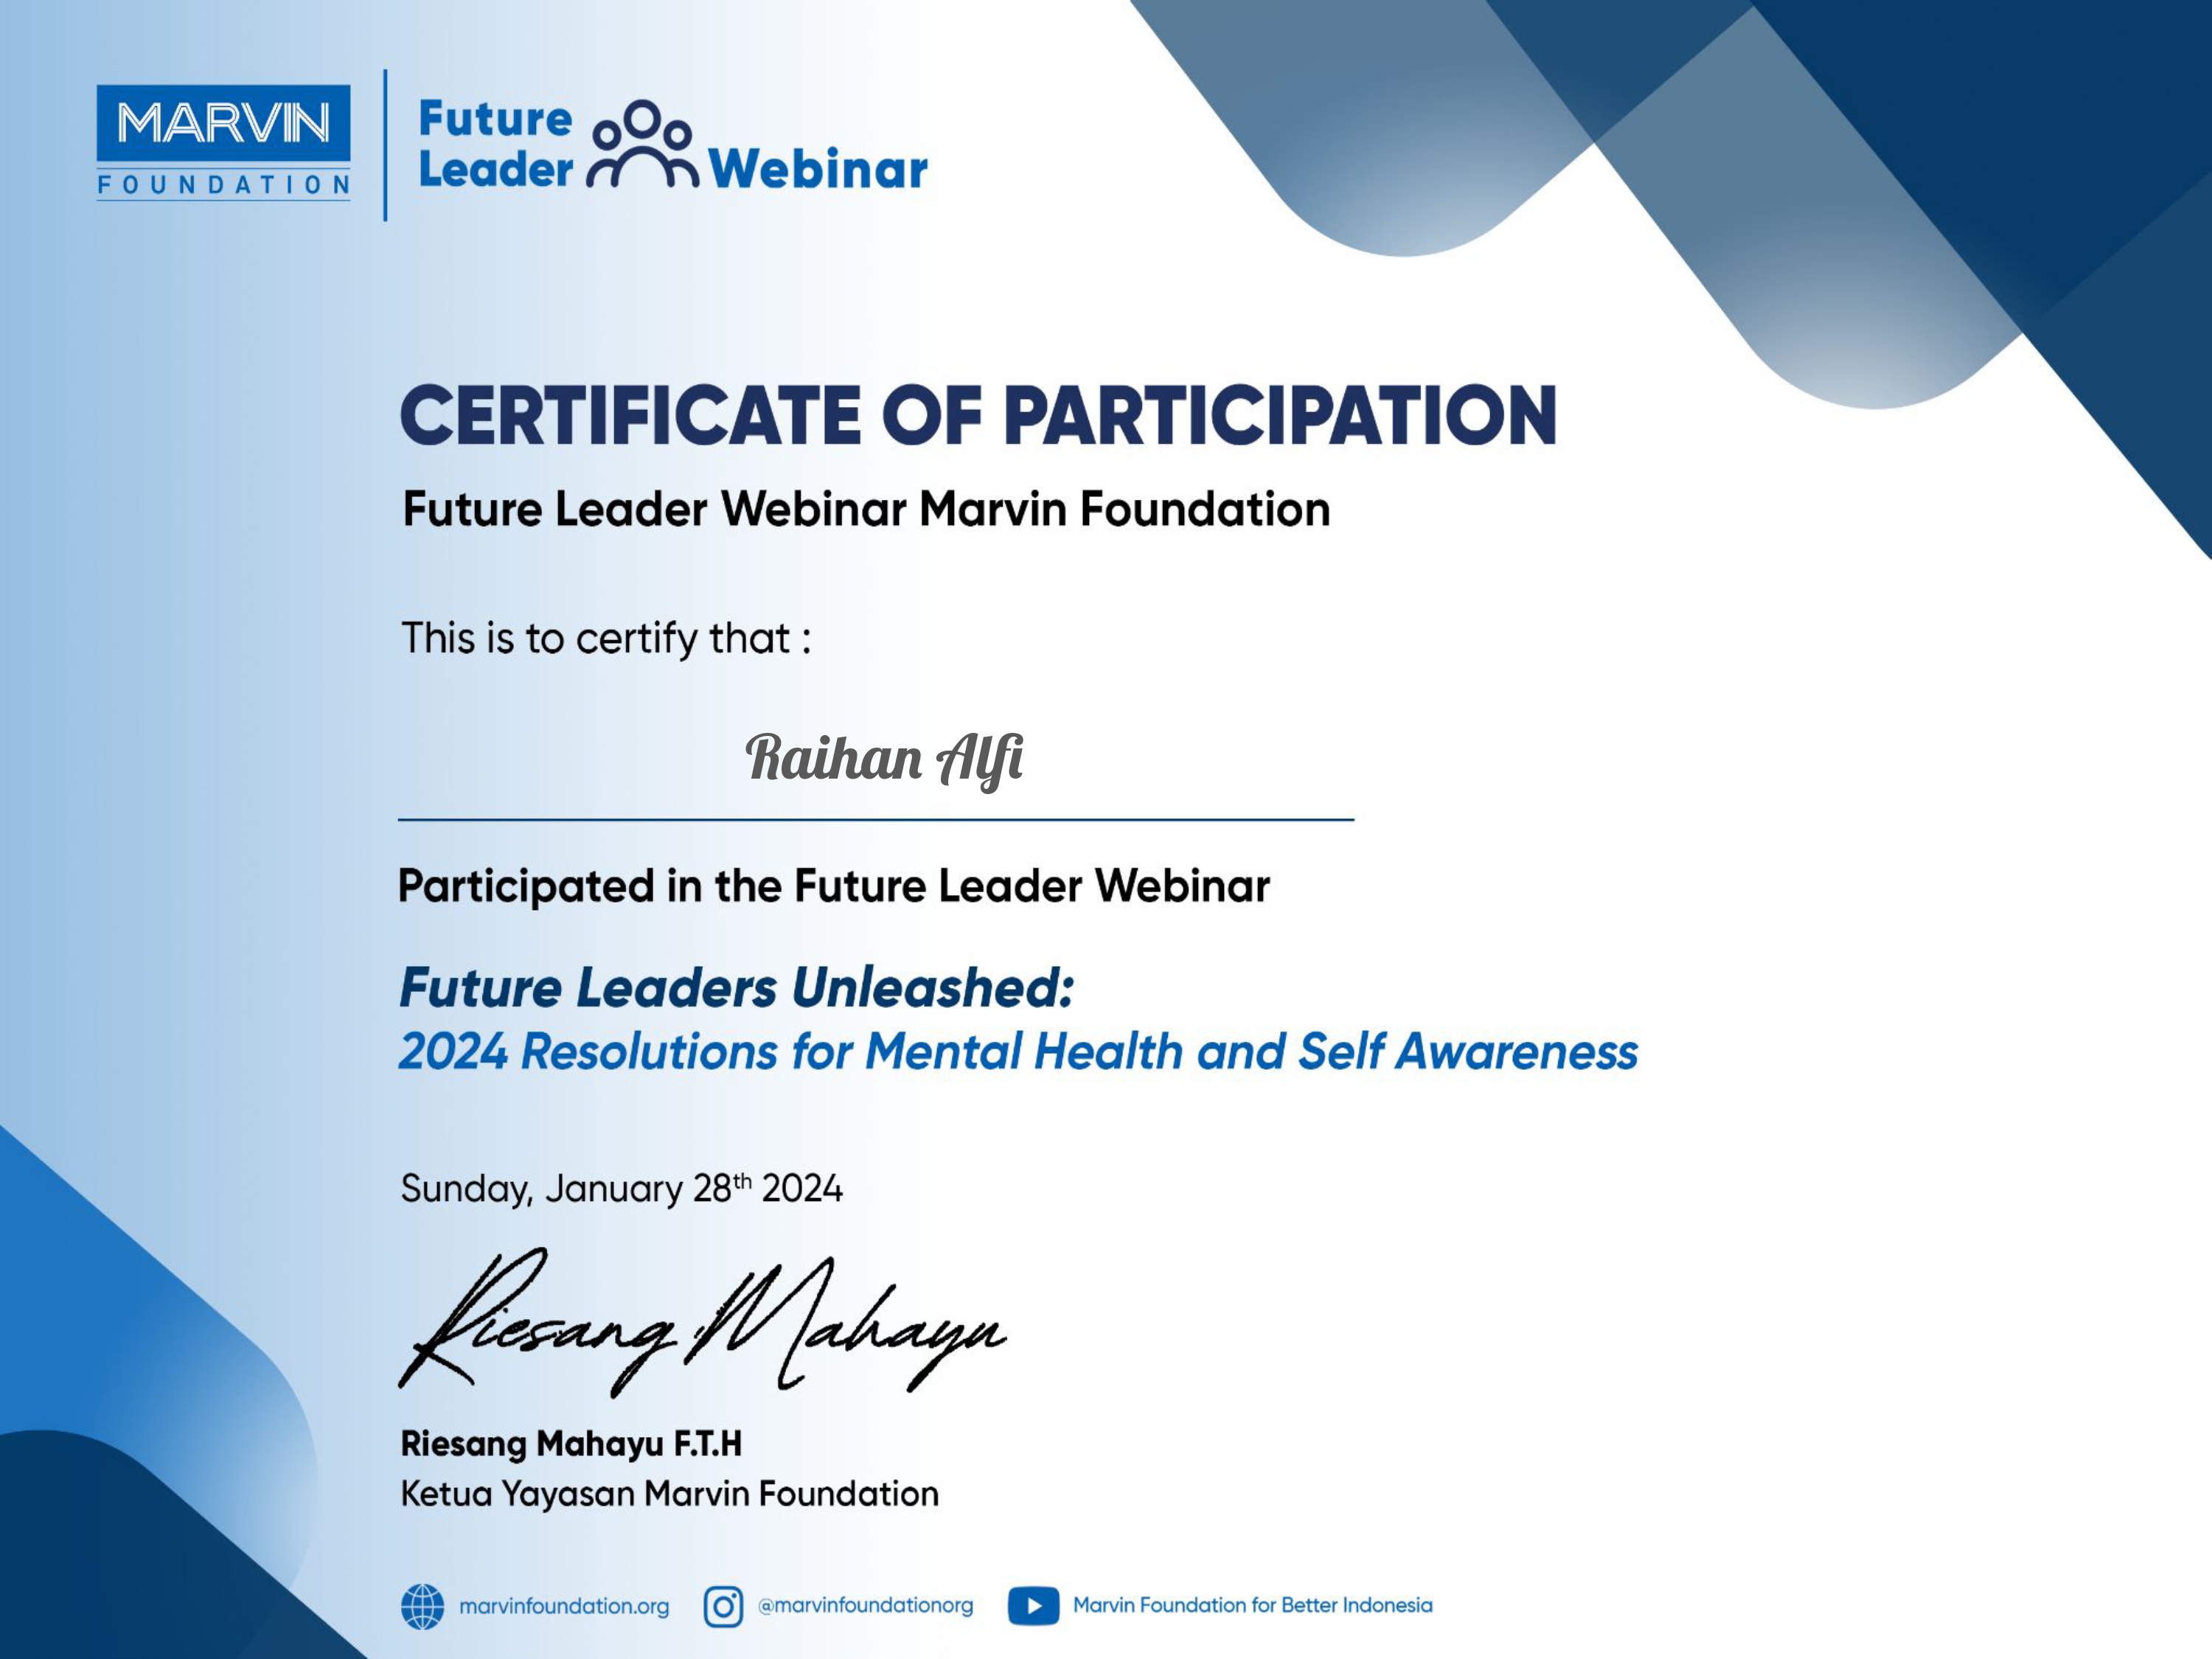 MARVIN
FOUNDATION
Future
Leader
Webinar
CERTIFICATE OF PARTICIPATION
Future Leader Webinar Marvin Foundation
This is to certify that :
Raihan Alfi
Participated in the Future Leader Webinar
Future Leaders Unleashed:
2024 Resolutions for Mental Health and Self Awareness
Sunday, January 28th 2024
Riesang Mahayu
Riesang Mahayu F.T.H
Ketua Yayasan Marvin Foundation
marvinfoundation.org
@marvinfoundationorg
Marvin Foundation for Better Indonesia